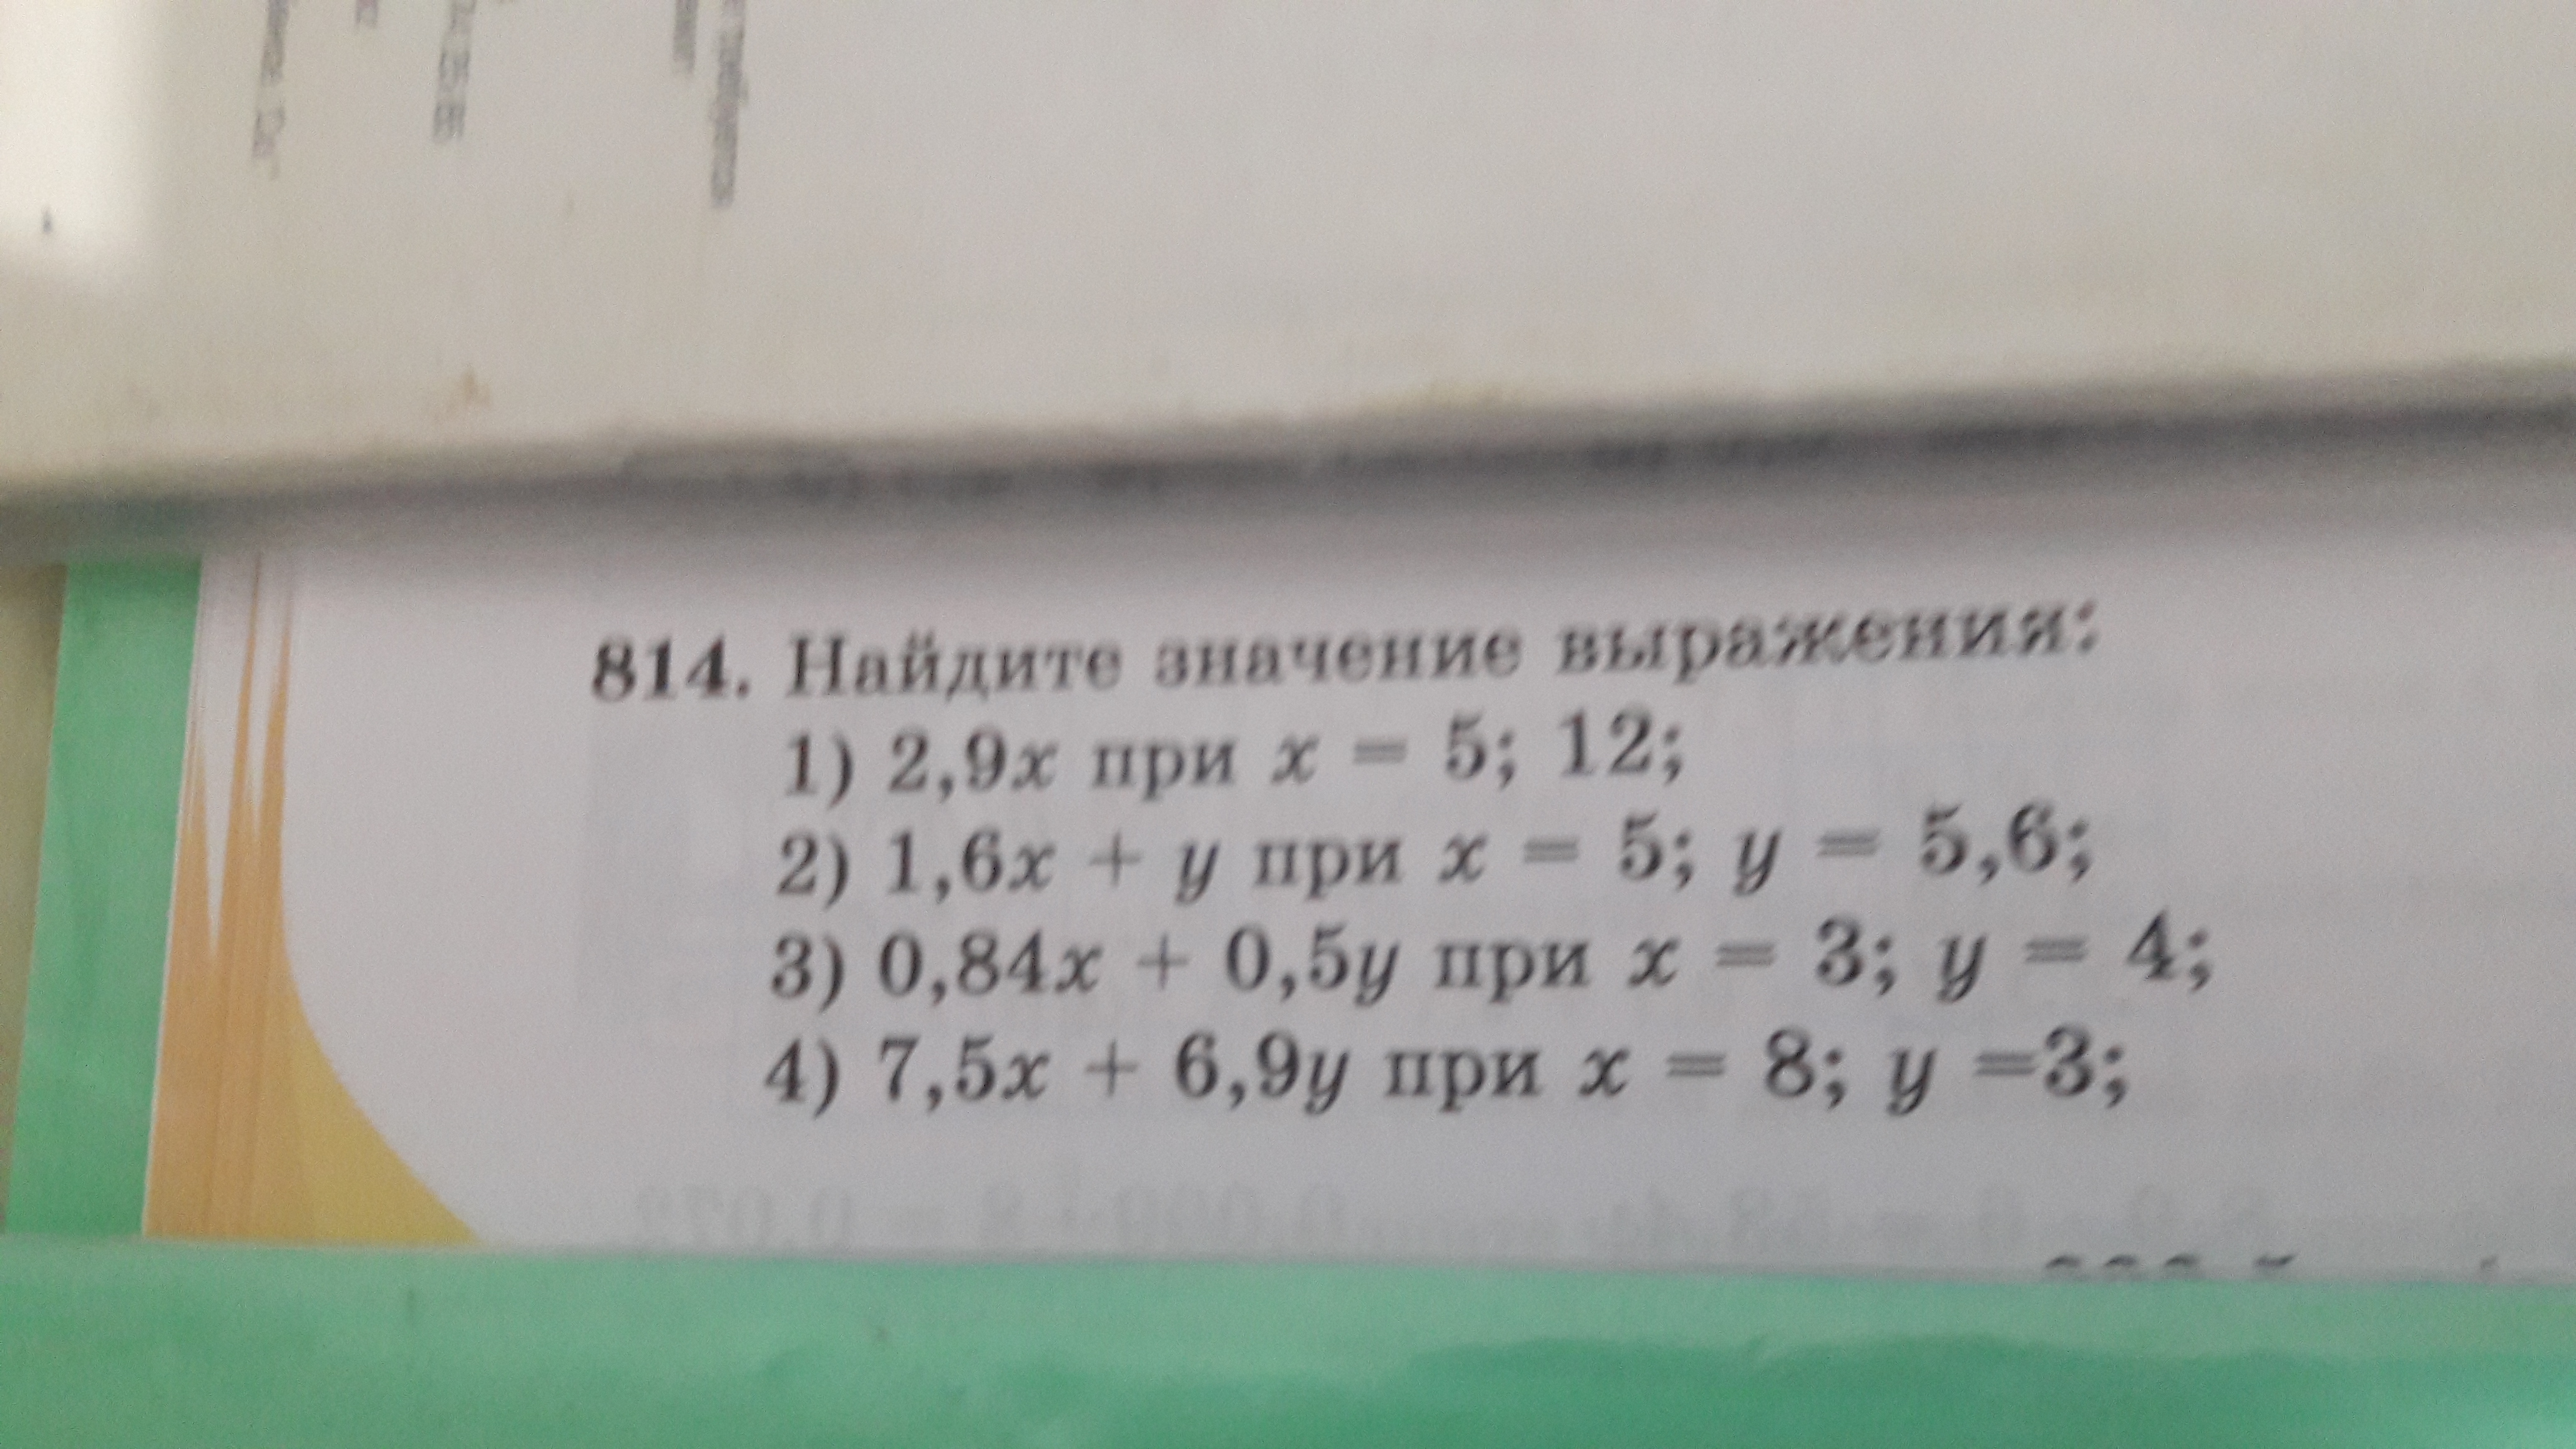 814. Найдите значение выражения:
1) 2,9x при x = 5; 12;
2) 1,6x + y при x = 5; y = 5,6;
3) 0,84x + 0,5y при x = 3; y = 4;
4) 7,5x + 6,9y при x = 8; y =3;